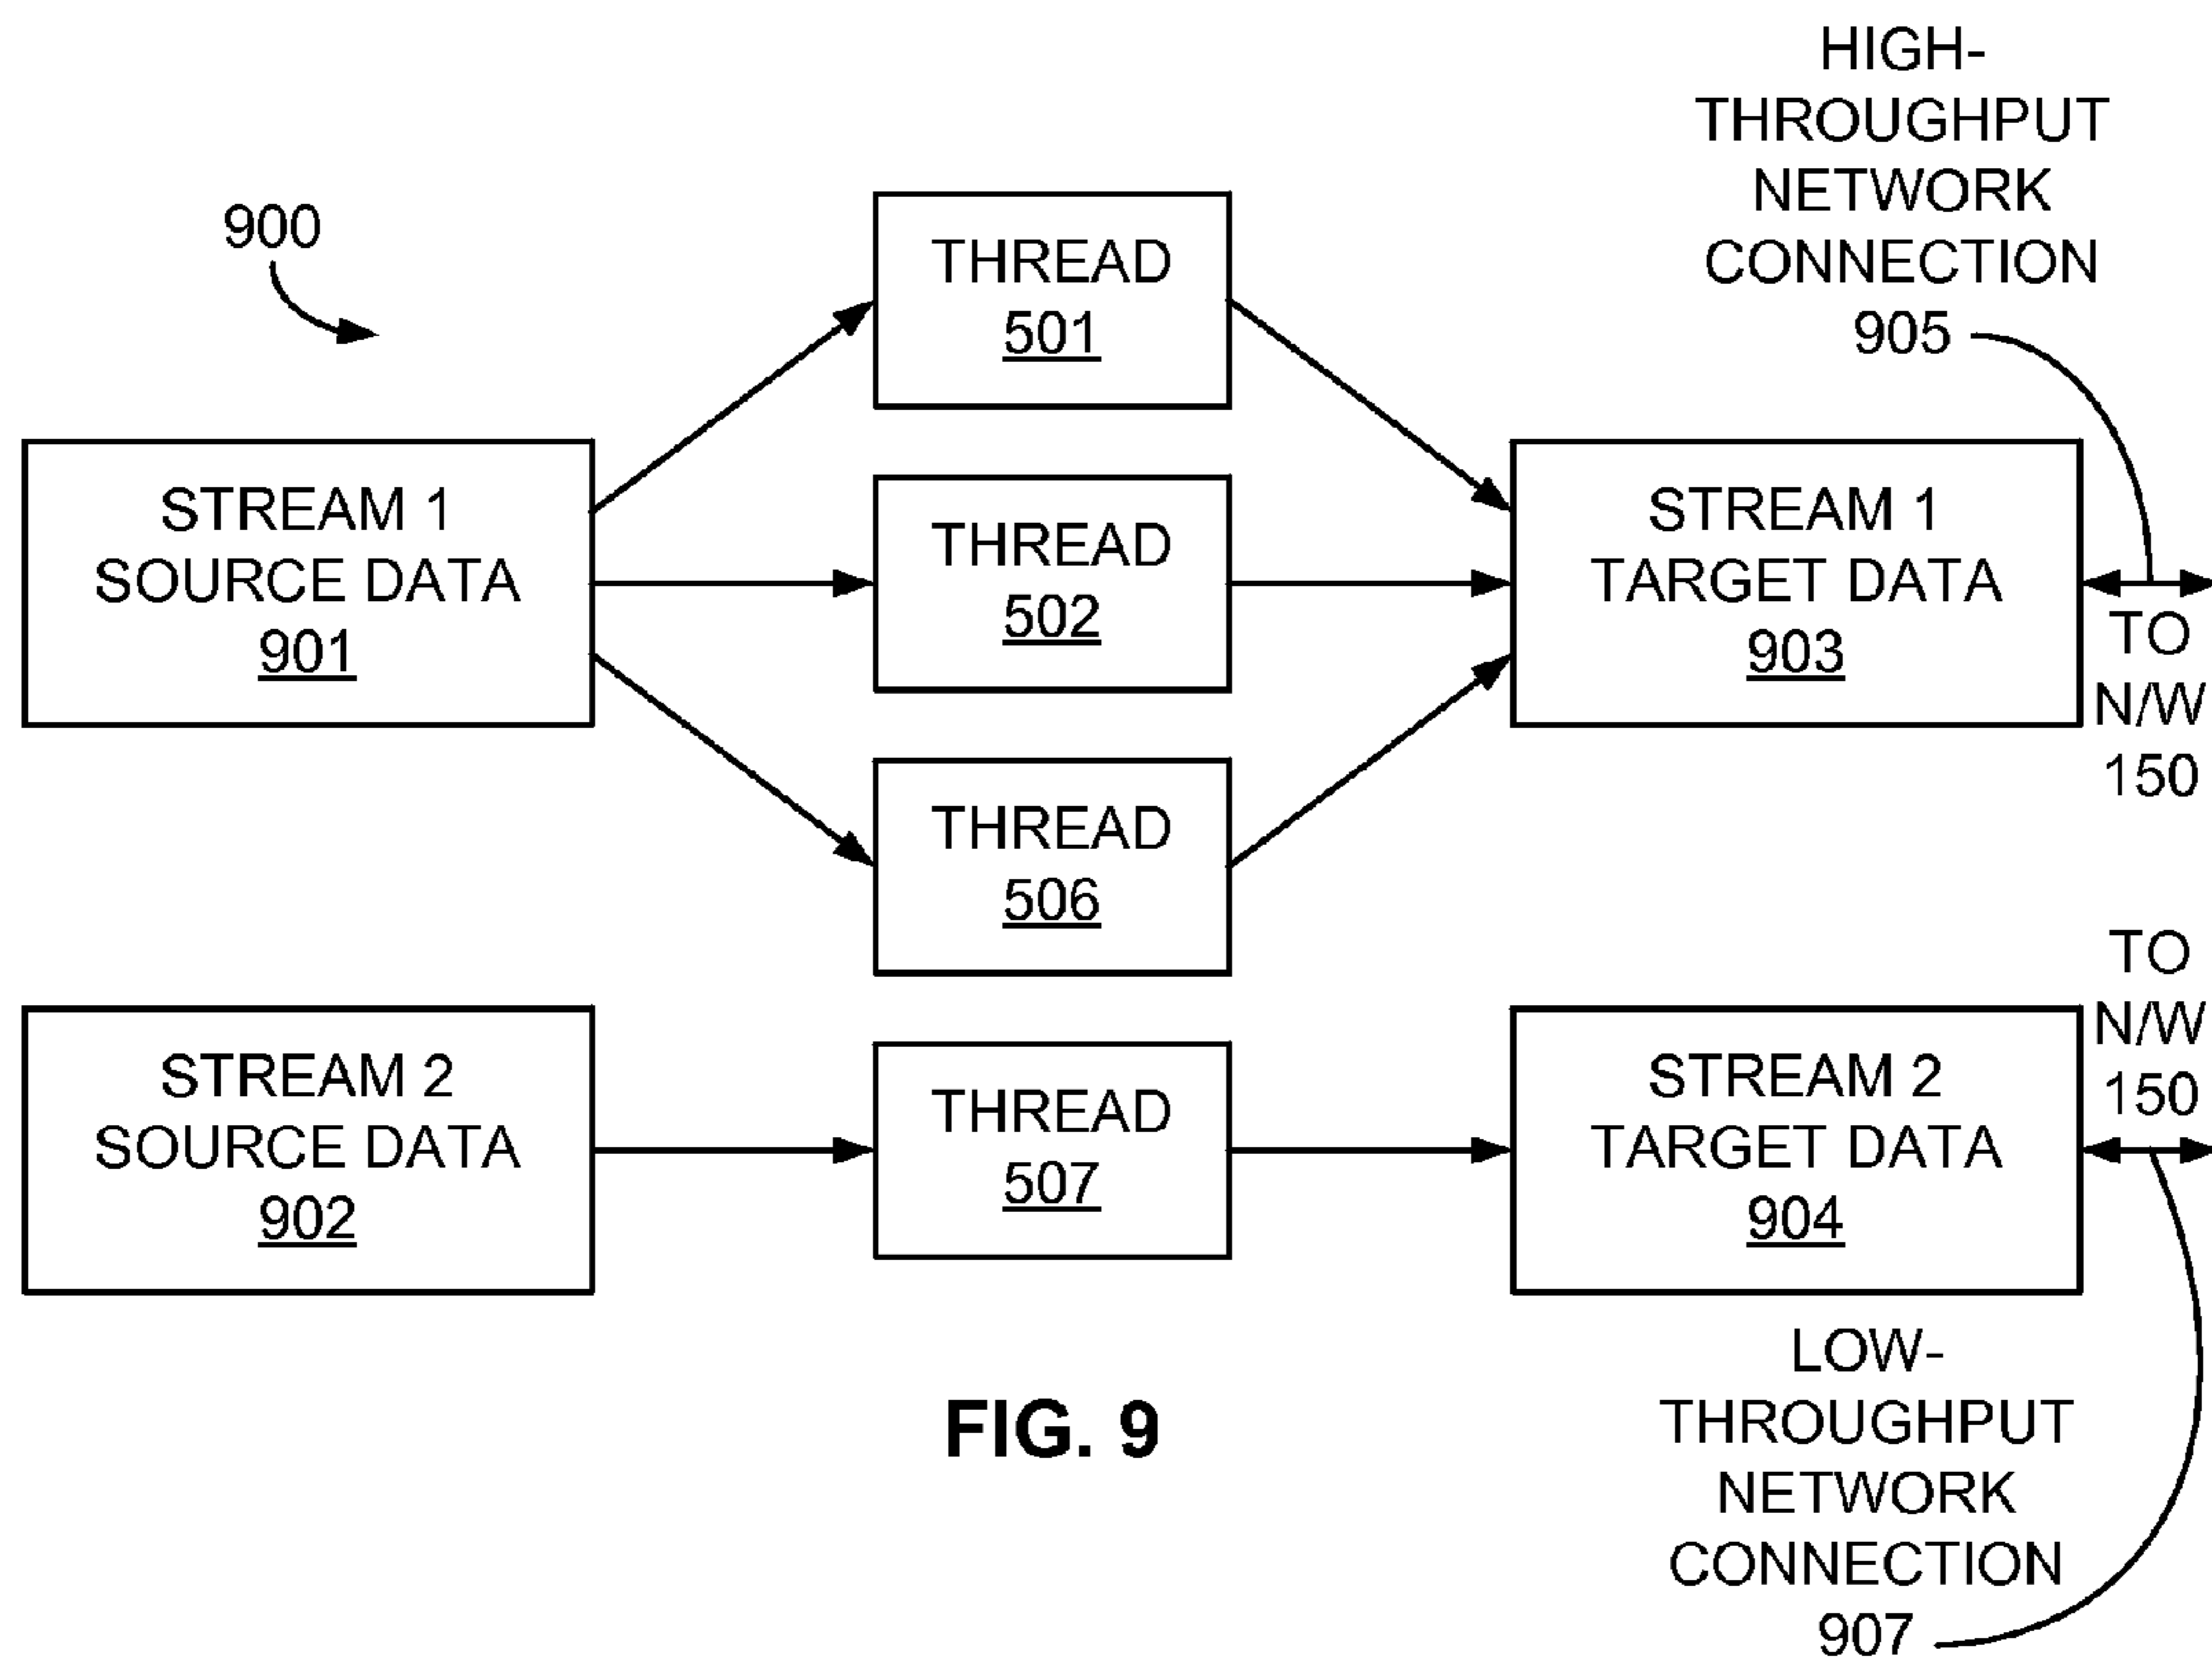 HIGH-
THROUGHPUT
NETWORK
CONNECTION
905
900
THREAD
501
STREAM 1
SOURCE DATA
901
THREAD
502
STREAM 1
TARGET DATA
903
TO
N/W
150
THREAD
506
STREAM 2
SOURCE DATA
902
THREAD
507
STREAM 2
TARGET DATA
904
TO
N/W
150
LOW-
THROUGHPUT
NETWORK
CONNECTION
907
FIG. 9